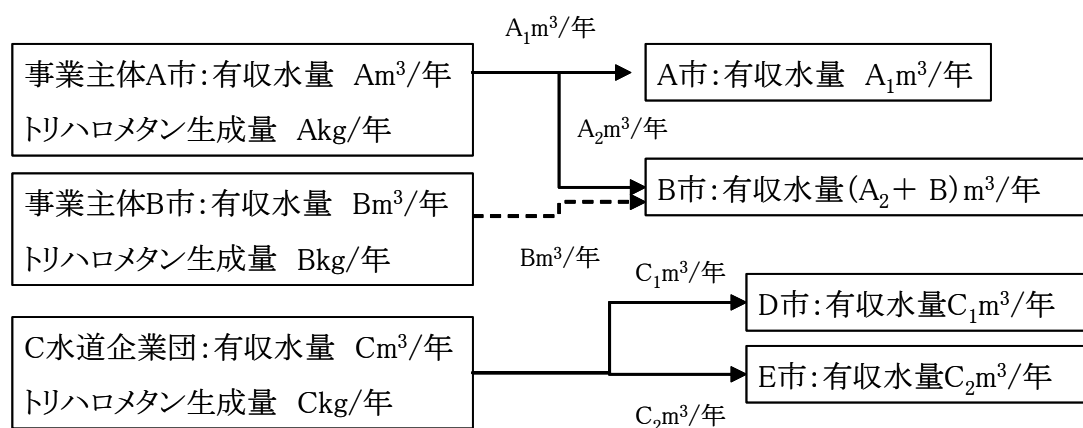 A₁m³/年
事業主体A市：有収水量　Am³/年
トリハロメタン生成量　Akg/年
A市：有収水量　A₁m³/年
A₂m³/年
事業主体B市：有収水量　Bm³/年
トリハロメタン生成量　Bkg/年
B市：有収水量(A₂＋ B)m³/年
Bm³/年
C₁m³/年
D市：有収水量C₁m³/年
C水道企業団：有収水量　Cm³/年
トリハロメタン生成量　Ckg/年
E市：有収水量C₂m³/年
C₂m³/年